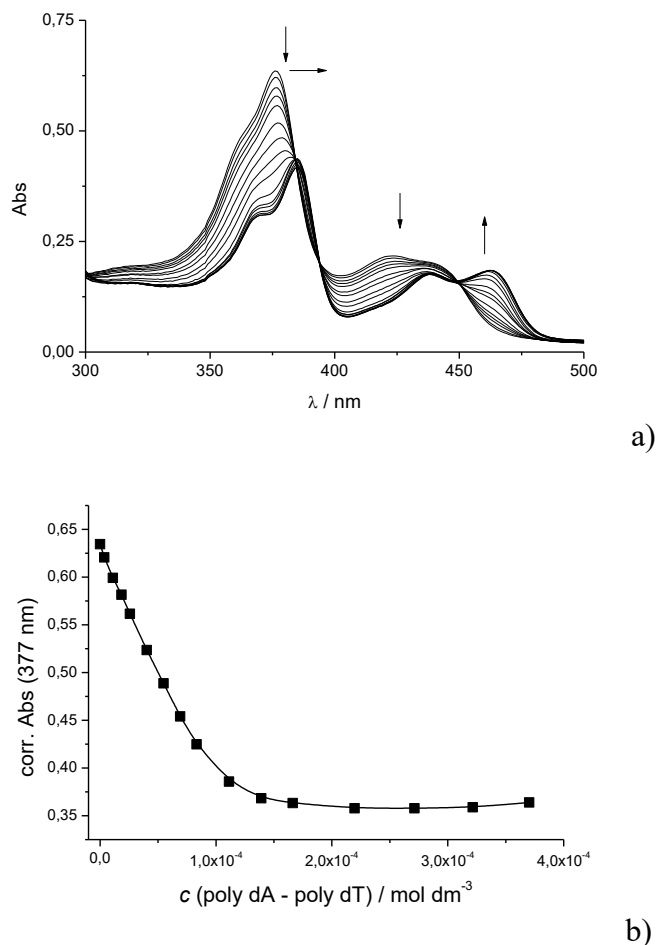 0,75
0,50
0,25
0,00
Abs
300 350 400 450 500
λ / nm
a)
0,65
0,60
0,55
0,50
0,45
0,40
0,35
corr. Abs (377 nm)
0,0 1,0x10⁻⁴ 2,0x10⁻⁴ 3,0x10⁻⁴ 4,0x10⁻⁴
c (poly dA - poly dT) / mol dm⁻³
b)